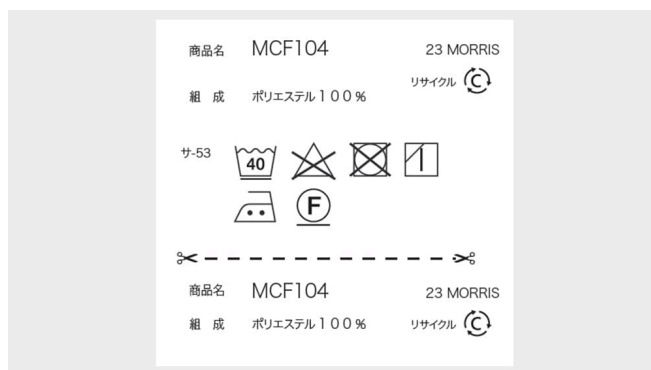 商品名 MCF104 23 MORRIS
リサイクル C
組 成 ポリエステル１００％
サ-53
40
F
商品名 MCF104 23 MORRIS
組 成 ポリエステル１００％ リサイクル C